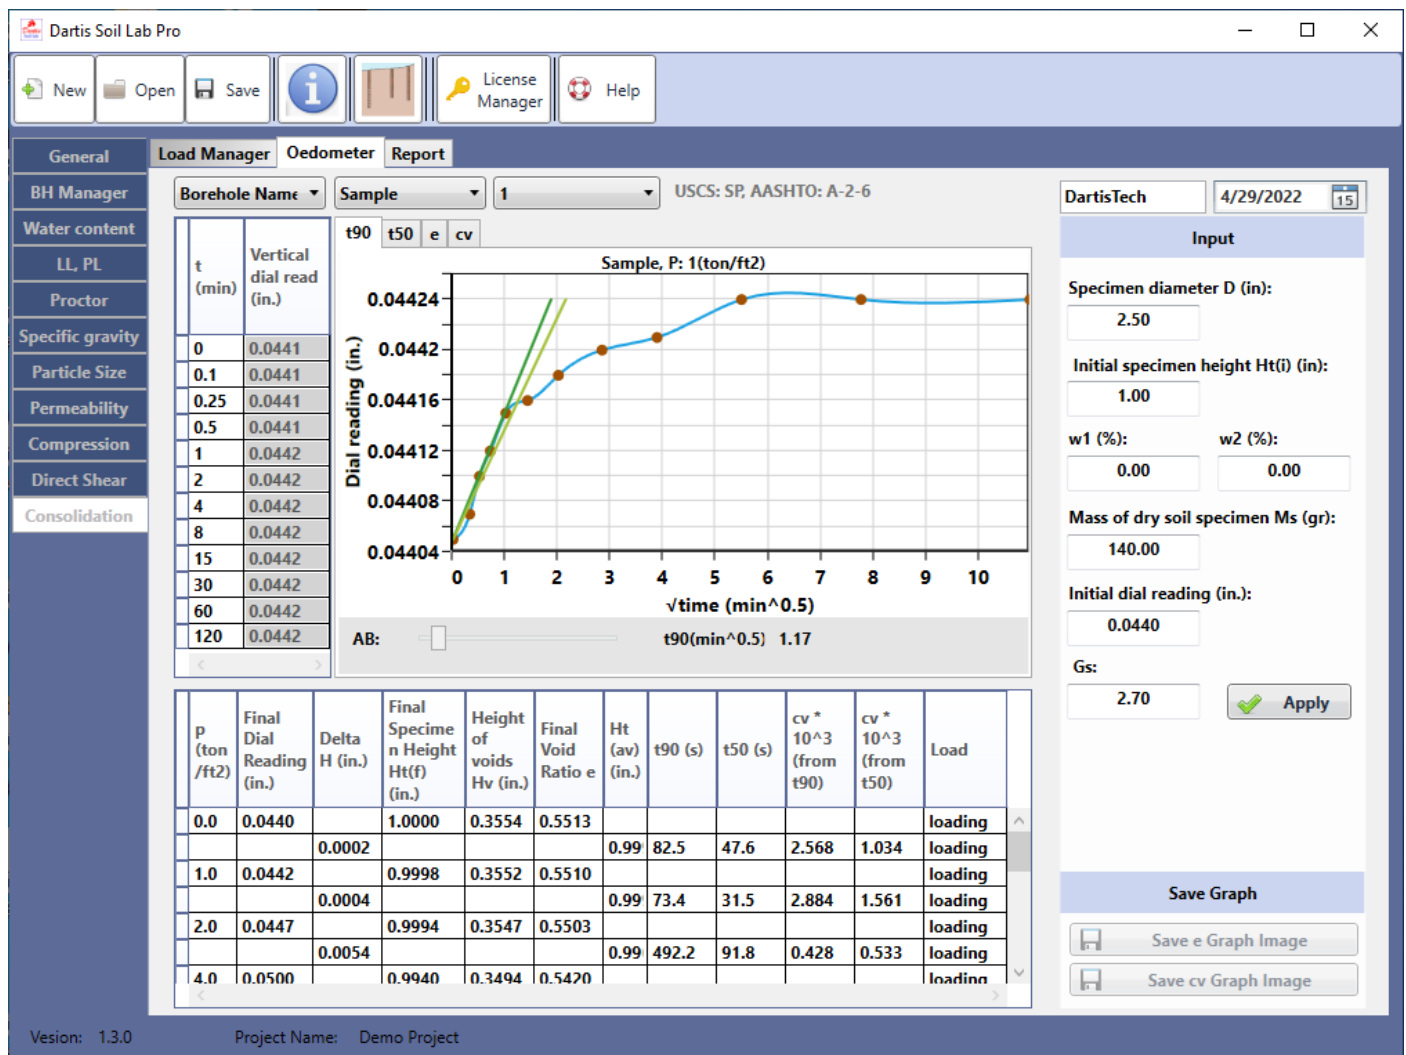 Dartis Soil Lab Pro
New Open Save License Manager Help
General
BH Manager
Water content
LL, PL
Proctor
Specific gravity
Particle Size
Permeability
Compression
Direct Shear
Consolidation
Load Manager Oedometer Report
Borehole Name Sample 1 USCS: SP, AASHTO: A-2-6
DartisTech 4/29/2022 15
t (min) Vertical dial read (in.)
0 0.0441
0.1 0.0441
0.25 0.0441
0.5 0.0441
1 0.0442
2 0.0442
4 0.0442
8 0.0442
15 0.0442
30 0.0442
60 0.0442
120 0.0442
t90 t50 e cv
Sample, P: 1(ton/ft2)
Dial reading (in.)
0.04424
0.0442
0.04416
0.04412
0.04408
0.04404
0 1 2 3 4 5 6 7 8 9 10
√time (min^0.5)
AB: t90(min^0.5) 1.17
Input
Specimen diameter D (in):
2.50
Initial specimen height Ht(i) (in):
1.00
w1 (%): w2 (%):
0.00 0.00
Mass of dry soil specimen Ms (gr):
140.00
Initial dial reading (in.):
0.0440
Gs:
2.70 Apply
p (ton /ft2) Final Dial Reading (in.) Delta H (in.) Final Specime n Height Ht(f) (in.) Height of voids Hv (in.) Final Void Ratio e Ht (av) (in.) t90 (s) t50 (s) cv * 10^3 (from t90) cv * 10^3 (from t50) Load
0.0 0.0440 1.0000 0.3554 0.5513 loading
0.0002 0.99 82.5 47.6 2.568 1.034 loading
1.0 0.0442 0.9998 0.3552 0.5510 loading
0.0004 0.99 73.4 31.5 2.884 1.561 loading
2.0 0.0447 0.9994 0.3547 0.5503 loading
0.0054 0.99 492.2 91.8 0.428 0.533 loading
4.0 0.0500 0.9940 0.3494 0.5420 loading
Save Graph
Save e Graph Image
Save cv Graph Image
Vesion: 1.3.0 Project Name: Demo Project